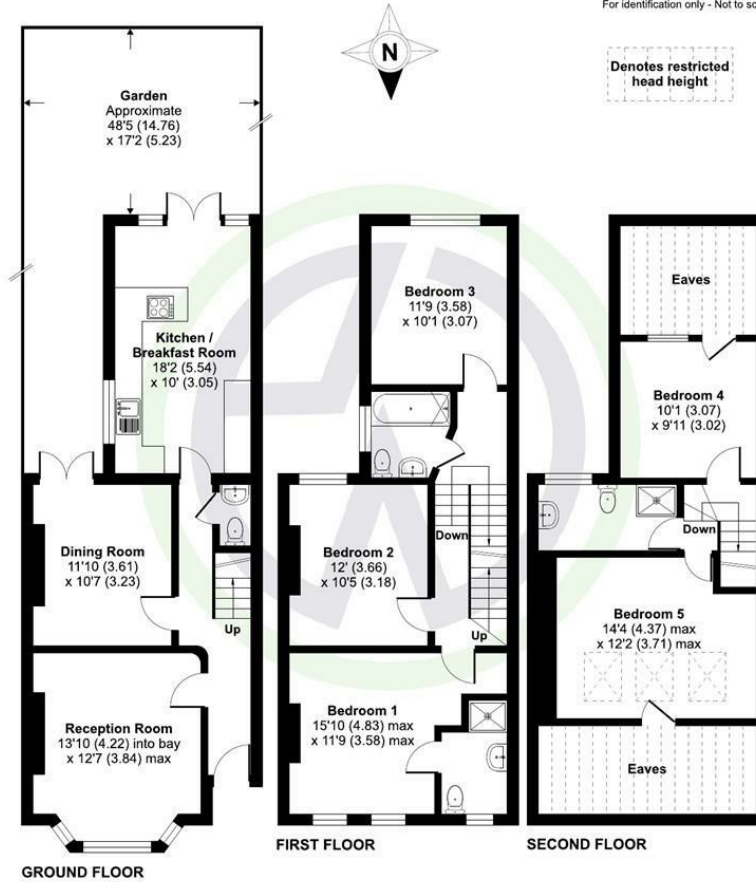 For identification only - Not to
N
Denotes restricted
head height
Garden
Approximate
48'5 (14.76)
x 17'2 (5.23)
Kitchen /
Breakfast Room
18'2 (5.54)
x 10' (3.05)
Dining Room
11'10 (3.61)
x 10'7 (3.23)
Up
Reception Room
13'10 (4.22) into bay
x 12'7 (3.84) max
GROUND FLOOR
Bedroom 3
11'9 (3.58)
x 10'1 (3.07)
Down
Bedroom 2
12' (3.66)
x 10'5 (3.18)
Up
Bedroom 1
15'10 (4.83) max
x 11'9 (3.58) max
FIRST FLOOR
Eaves
Bedroom 4
10'1 (3.07)
x 9'11 (3.02)
Down
Bedroom 5
14'4 (4.37) max
x 12'2 (3.71) max
Eaves
SECOND FLOOR